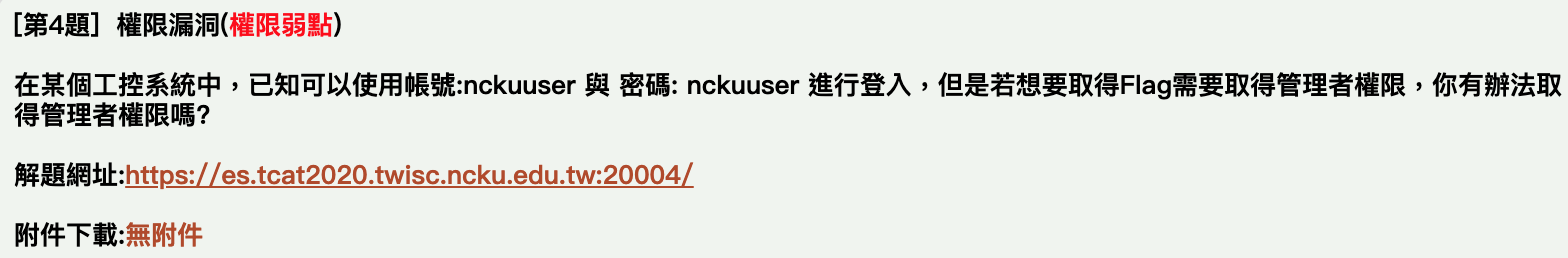 [第4題] 權限漏洞(權限弱點)
在某個工控系統中，已知可以使用帳號:nckuuser 與 密碼: nckuuser 進行登入，但是若想要取得Flag需要取得管理者權限，你有辦法取
得管理者權限嗎?
解題網址:https://es.tcat2020.twisc.ncku.edu.tw:20004/
附件下載:無附件